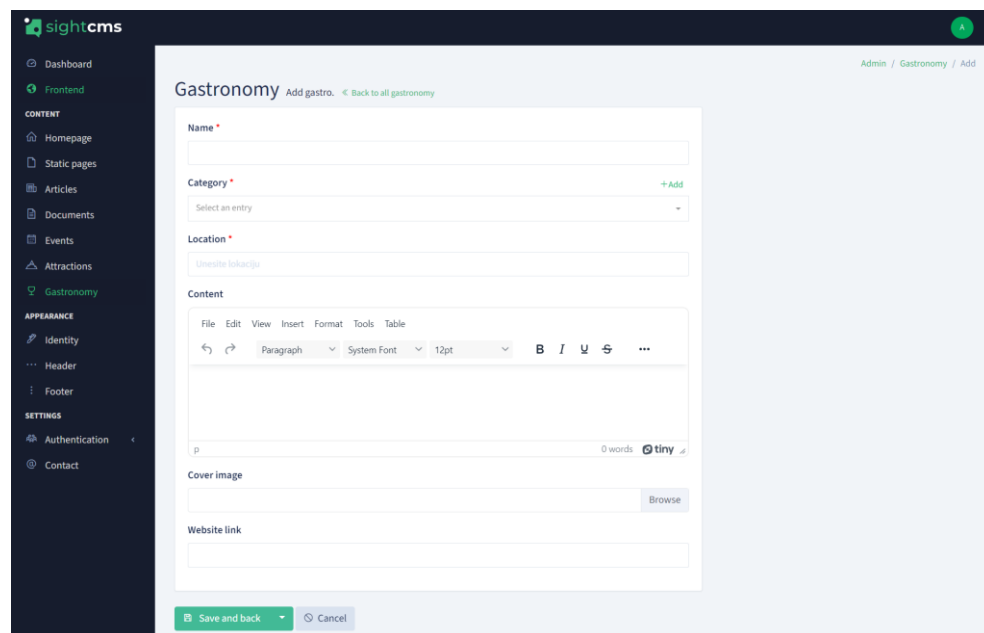 sightcms
A
Dashboard
Frontend
CONTENT
Homepage
Static pages
Articles
Documents
Events
Attractions
Gastronomy
APPEARANCE
Identity
Header
Footer
SETTINGS
Authentication
Contact
Admin / Gastronomy / Add
Gastronomy Add gastro. « Back to all gastronomy
Name *
Category * +Add
Select an entry
Location *
Unesite lokaciju
Content
File Edit View Insert Format Tools Table
Paragraph System Font 12pt B I U S ...
p 0 words tiny
Cover image
Browse
Website link
Save and back Cancel